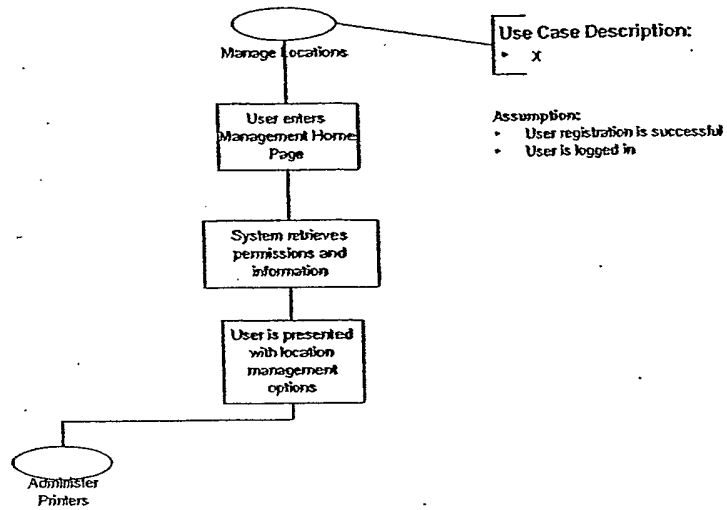 Manage Locations
Use Case Description:
• X
Assumption:
• User registration is successful
• User is logged in
User enters
Management Home
Page
System retrieves
permissions and
information
User is presented
with location
management
options
Administer
Printers